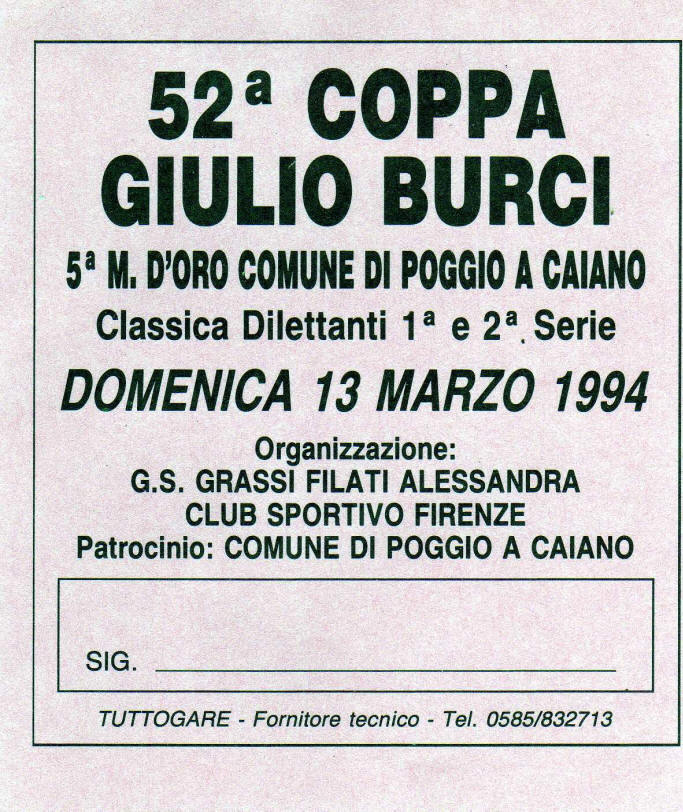 52ª COPPA
GIULIO BURCI
5ª M. D'ORO COMUNE DI POGGIO A CAIANO
Classica Dilettanti 1ª e 2ª Serie
DOMENICA 13 MARZO 1994
Organizzazione:
G.S. GRASSI FILATI ALESSANDRA
CLUB SPORTIVO FIRENZE
Patrocinio: COMUNE DI POGGIO A CAIANO
SIG.
TUTTOGARE - Fornitore tecnico - Tel. 0585/832713